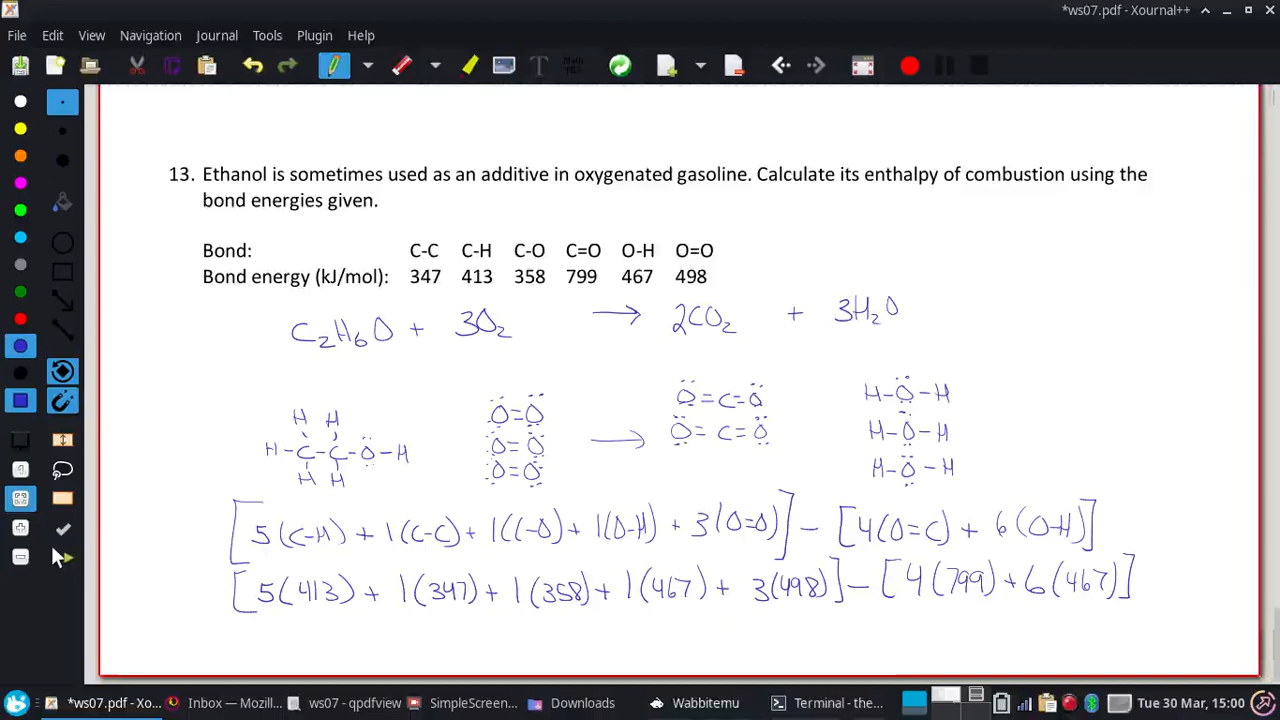 *ws07.pdf - Xournal++
File Edit View Navigation Journal Tools Plugin Help
13. Ethanol is sometimes used as an additive in oxygenated gasoline. Calculate its enthalpy of combustion using the
bond energies given.
Bond: C-C C-H C-O C=O O-H O=O
Bond energy (kJ/mol): 347 413 358 799 467 498
C₂H₆O + 3O₂ → 2CO₂ + 3H₂O
H H O=O O=C=O H-O-H
H-C-C-O-H O=O → O=C=O H-O-H
H H O=O H-O-H
[5(C-H) + 1(C-C) + 1(C-O) + 1(O-H) + 3(O=O)] - [4(O=C) + 6(O-H)]
[5(413) + 1(347) + 1(358) + 1(467) + 3(498)] - [4(799) + 6(467)]
*ws07.pdf - Xo... Inbox — Mozill... ws07 - qpdfview SimpleScreen... Downloads Wabbitemu Terminal - the... Tue 30 Mar, 15:00